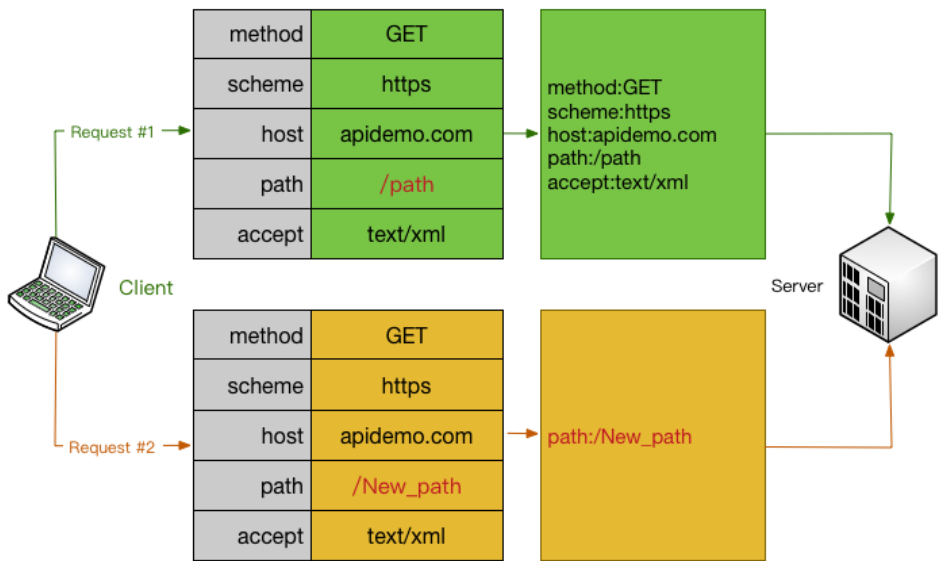 method GET
scheme https
Request #1
host apidemo.com
path /path
accept text/xml
method:GET
scheme:https
host:apidemo.com
path:/path
accept:text/xml
Client
Server
method GET
scheme https
Request #2
host apidemo.com
path /New_path
accept text/xml
path:/New_path